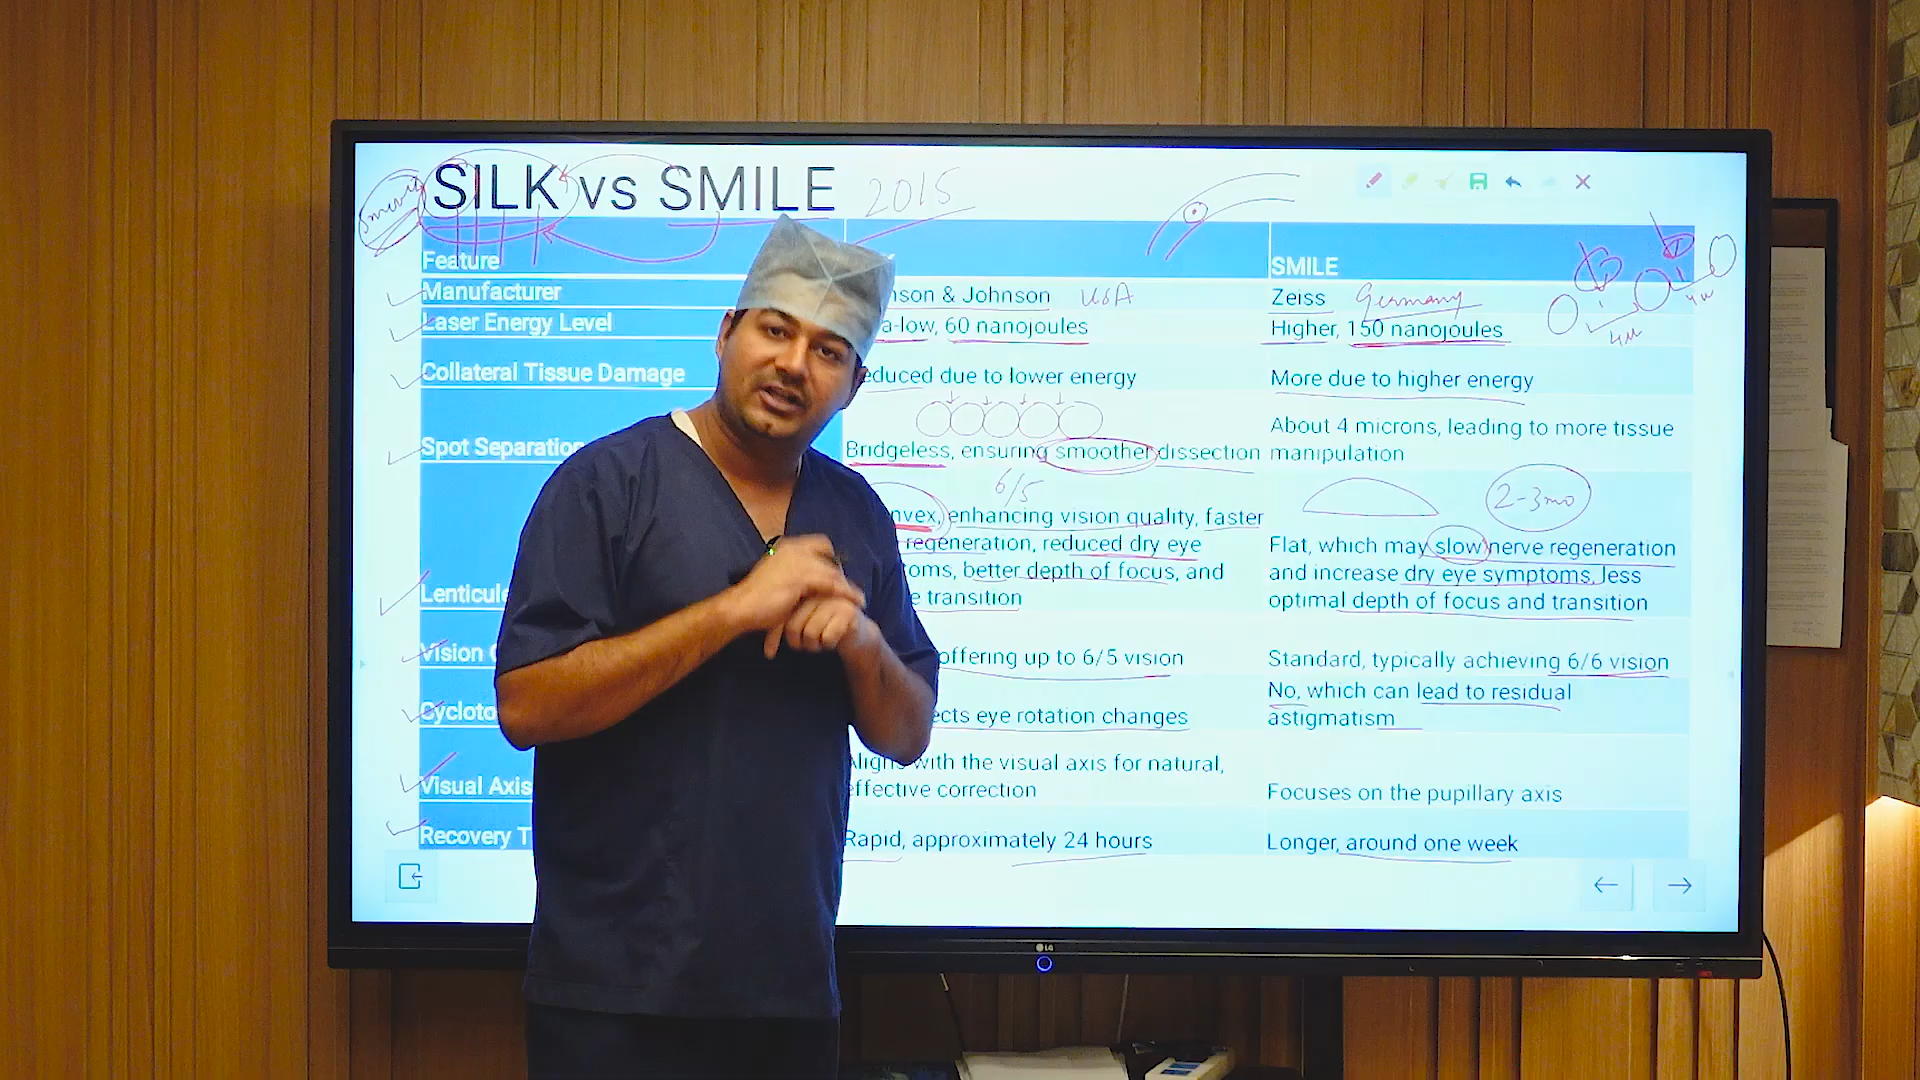 SILK vs SMILE 2015
Feature
SMILE
Manufacturer
nson & Johnson USA
Zeiss Germany
Laser Energy Level
a-low, 60 nanojoules
Higher, 150 nanojoules
4μ
4μ
Collateral Tissue Damage
educed due to lower energy
More due to higher energy
Spot Separation
Bridgeless, ensuring smoother dissection
About 4 microns, leading to more tissue
manipulation
6/5
2-3mo
Lenticule
nvex, enhancing vision quality, faster
regeneration, reduced dry eye
toms, better depth of focus, and
e transition
Flat, which may slow nerve regeneration
and increase dry eye symptoms, less
optimal depth of focus and transition
Vision
offering up to 6/5 vision
Standard, typically achieving 6/6 vision
Cycloto
ects eye rotation changes
No, which can lead to residual
astigmatism
Visual Axis
Aligns with the visual axis for natural,
effective correction
Focuses on the pupillary axis
Recovery T
Rapid, approximately 24 hours
Longer, around one week
LG